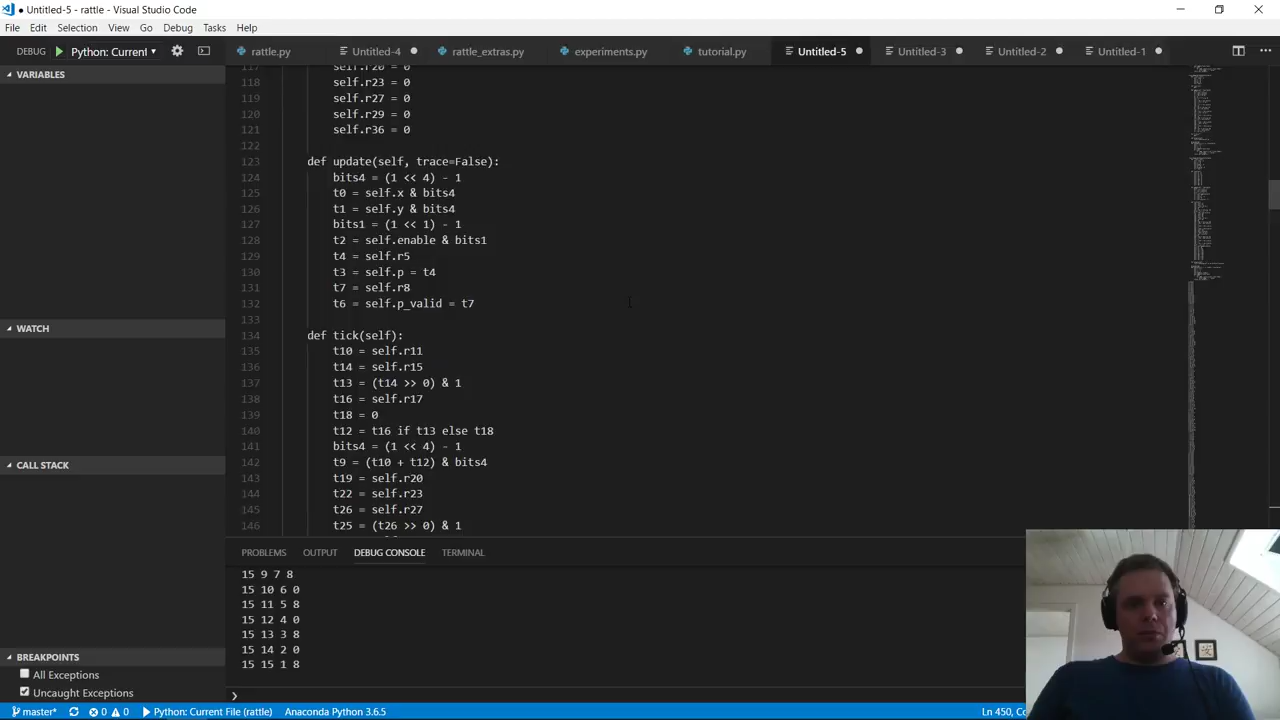 ● Untitled-5 - rattle - Visual Studio Code
File Edit Selection View Go Debug Tasks Help
DEBUG Python: Current
rattle.py Untitled-4 rattle_extras.py experiments.py tutorial.py Untitled-5 Untitled-3 Untitled-2 Untitled-1
VARIABLES
WATCH
CALL STACK
BREAKPOINTS
All Exceptions
Uncaught Exceptions
117 self.r20 = 0
118 self.r23 = 0
119 self.r27 = 0
120 self.r29 = 0
121 self.r36 = 0
122
123 def update(self, trace=False):
124 bits4 = (1 << 4) - 1
125 t0 = self.x & bits4
126 t1 = self.y & bits4
127 bits1 = (1 << 1) - 1
128 t2 = self.enable & bits1
129 t4 = self.r5
130 t3 = self.p = t4
131 t7 = self.r8
132 t6 = self.p_valid = t7
133
134 def tick(self):
135 t10 = self.r11
136 t14 = self.r15
137 t13 = (t14 >> 0) & 1
138 t16 = self.r17
139 t18 = 0
140 t12 = t16 if t13 else t18
141 bits4 = (1 << 4) - 1
142 t9 = (t10 + t12) & bits4
143 t19 = self.r20
144 t22 = self.r23
145 t26 = self.r27
146 t25 = (t26 >> 0) & 1
PROBLEMS OUTPUT DEBUG CONSOLE TERMINAL
15 9 7 8
15 10 6 0
15 11 5 8
15 12 4 0
15 13 3 8
15 14 2 0
15 15 1 8
master* 0 0 Python: Current File (rattle) Anaconda Python 3.6.5 Ln 450,